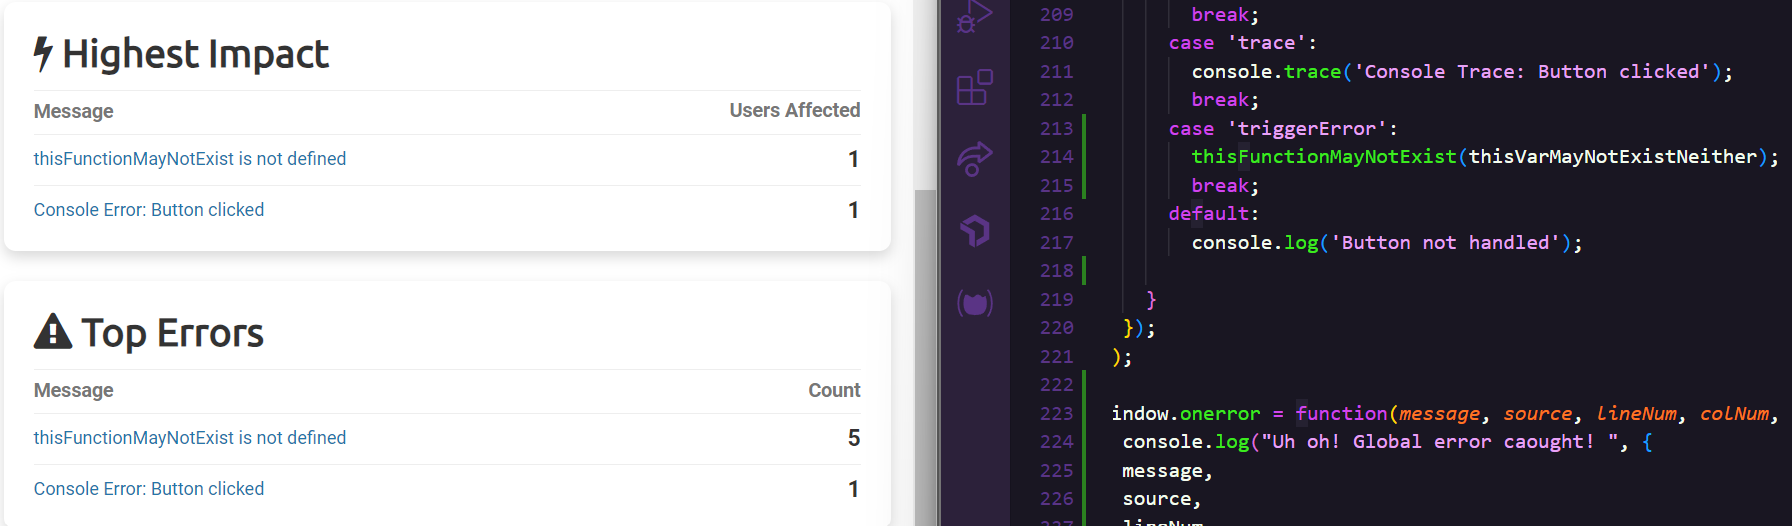 Highest Impact
Message Users Affected
thisFunctionMayNotExist is not defined 1
Console Error: Button clicked 1
Top Errors
Message Count
thisFunctionMayNotExist is not defined 5
Console Error: Button clicked 1
209 break;
210 case 'trace':
211 console.trace('Console Trace: Button clicked');
212 break;
213 case 'triggerError':
214 thisFunctionMayNotExist(thisVarMayNotExistNeither);
215 break;
216 default:
217 console.log('Button not handled');
218
219 }
220 });
221 );
222
223 indow.onerror = function(message, source, lineNum, colNum,
224 console.log("Uh oh! Global error caought! ", {
225 message,
226 source,
227 lineNum